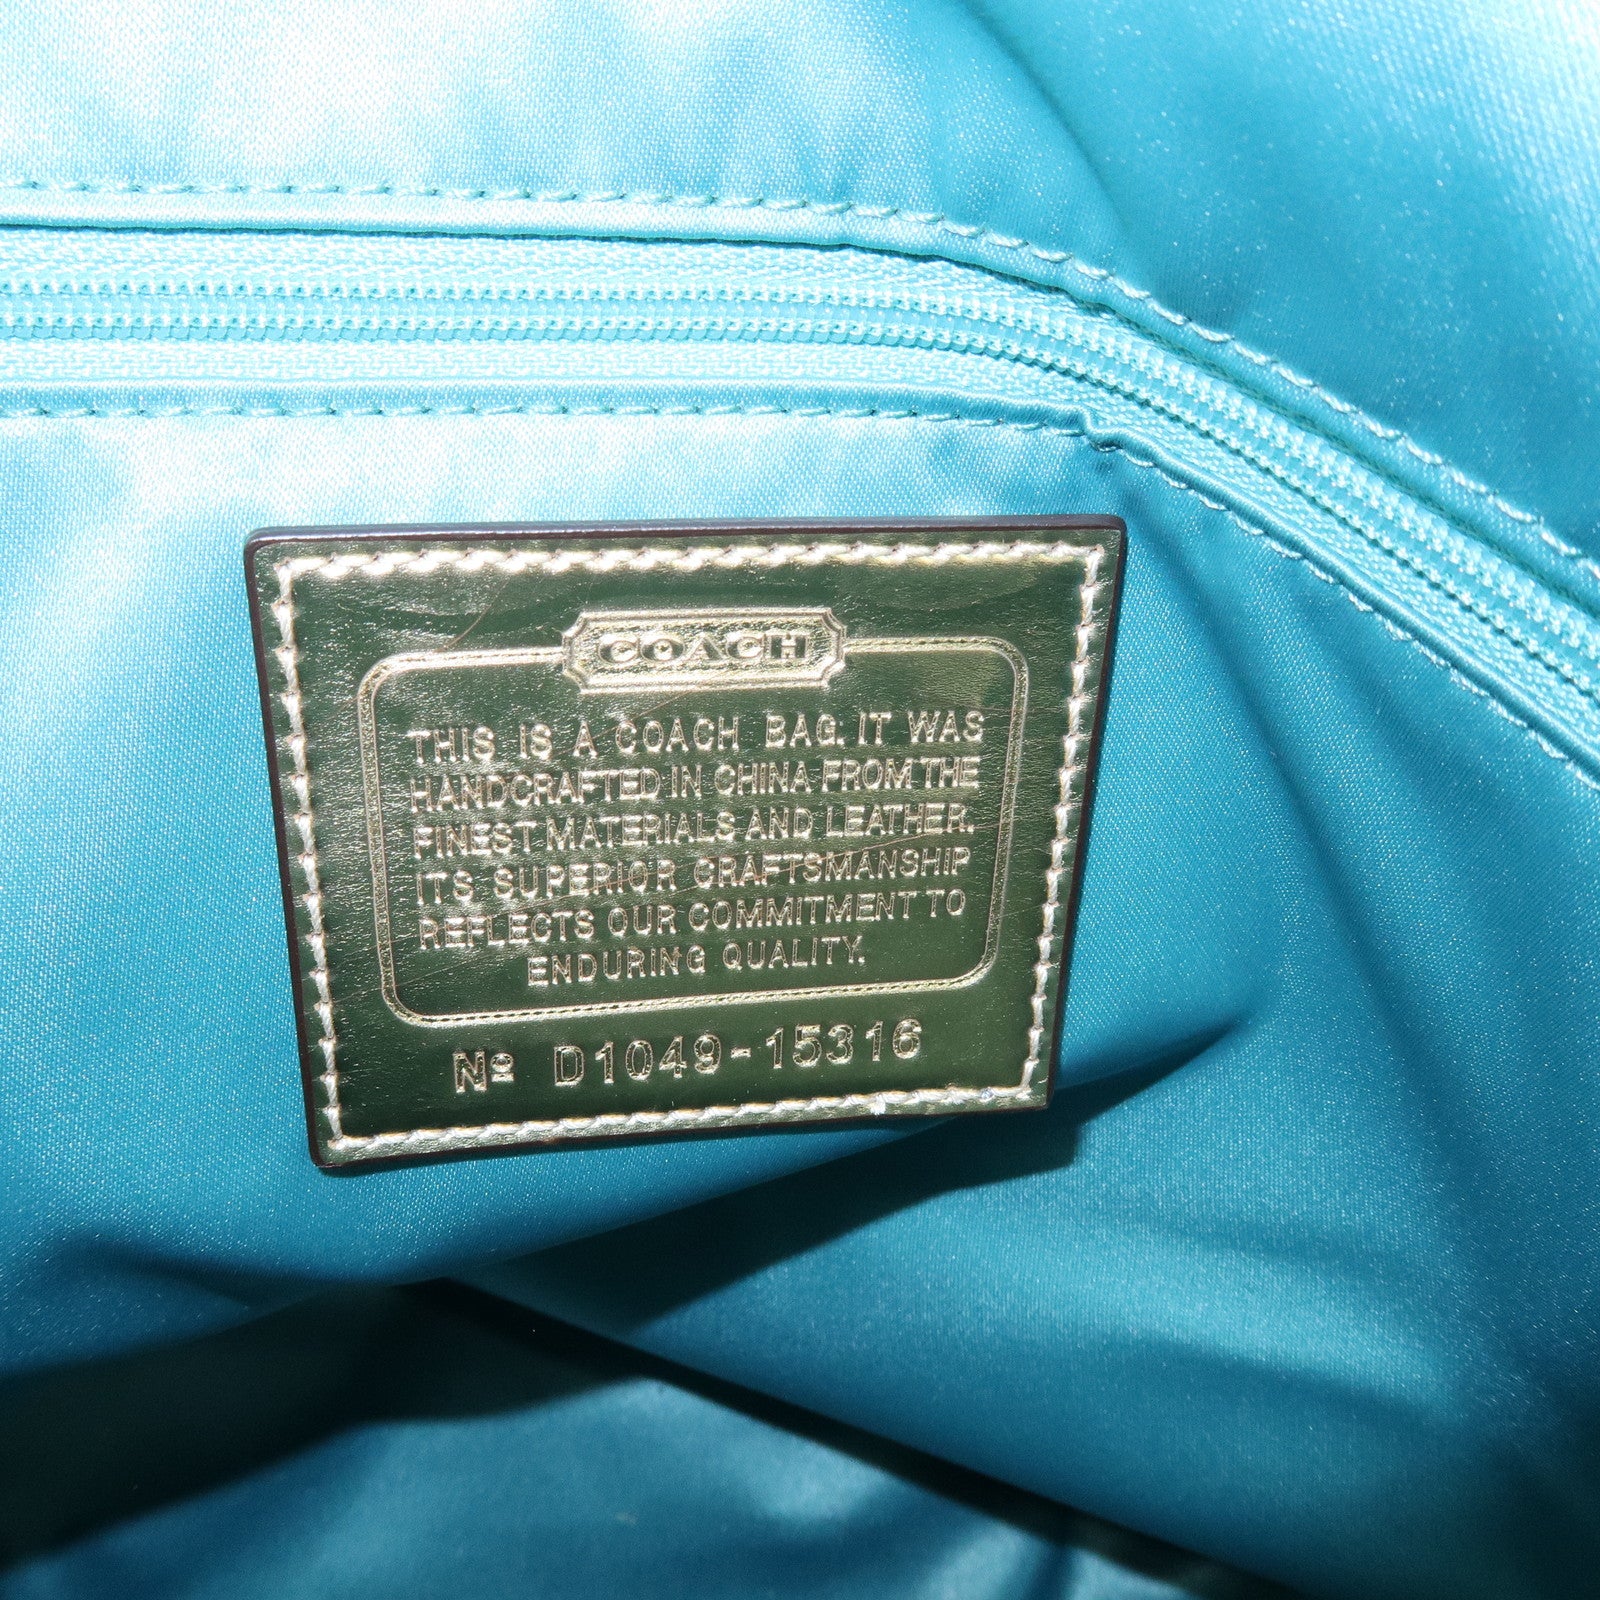 COACH
THIS IS A COACH BAG. IT WAS
HANDCRAFTED IN CHINA FROM THE
FINEST MATERIALS AND LEATHER.
ITS SUPERIOR CRAFTSMANSHIP
REFLECTS OUR COMMITMENT TO
ENDURING QUALITY.
Nº D1049-15316